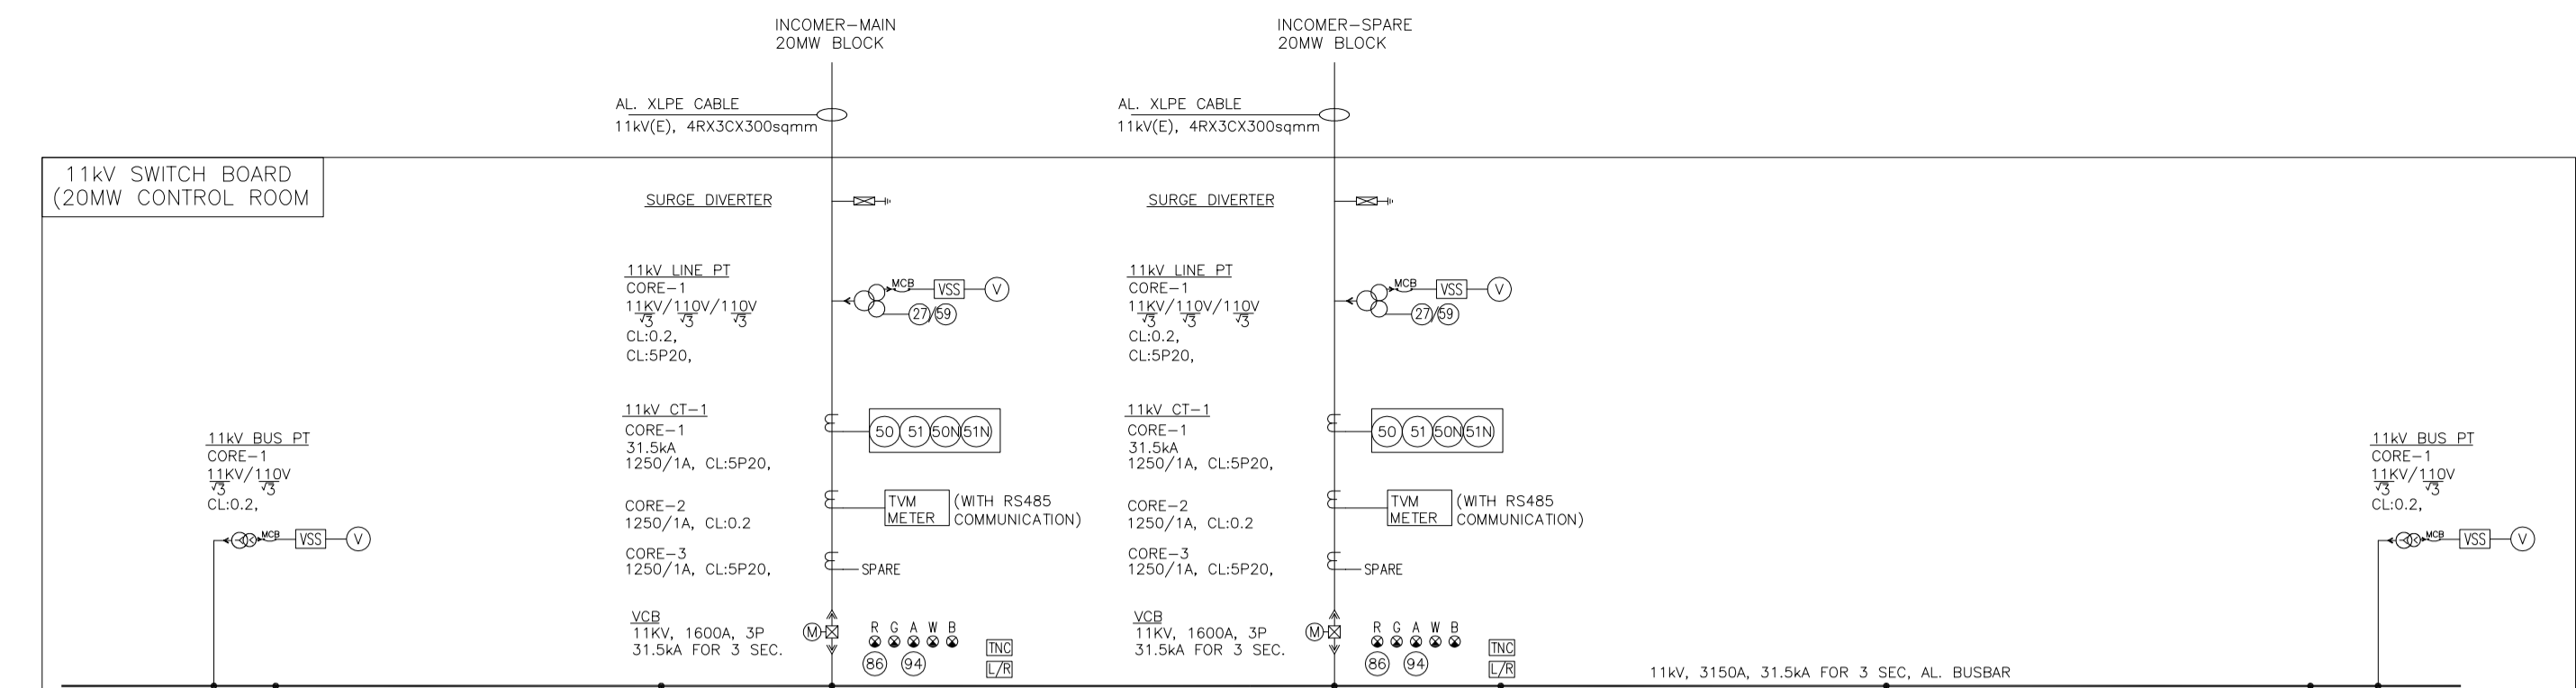 INCOMER-MAIN
20MW BLOCK
AL. XLPE CABLE
11kV(E), 4RX3CX300sqmm
INCOMER-SPARE
20MW BLOCK
AL. XLPE CABLE
11kV(E), 4RX3CX300sqmm
11kV SWITCH BOARD
(20MW CONTROL ROOM
11kV BUS PT
CORE-1
11KV/110V
√3 √3
CL:0.2,
MCB
VSS
V
SURGE DIVERTER
11kV LINE PT
CORE-1
11KV/110V/110V
√3 √3 √3
CL:0.2,
CL:5P20,
MCB
VSS
V
27/59
11kV CT-1
CORE-1
31.5kA
1250/1A, CL:5P20,
50 51 50N 51N
CORE-2
1250/1A, CL:0.2
TVM
METER
(WITH RS485
COMMUNICATION)
CORE-3
1250/1A, CL:5P20,
SPARE
VCB
11KV, 1600A, 3P
31.5kA FOR 3 SEC.
M
R G A W B
86 94
TNC
L/R
SURGE DIVERTER
11kV LINE PT
CORE-1
11KV/110V/110V
√3 √3 √3
CL:0.2,
CL:5P20,
MCB
VSS
V
27/59
11kV CT-1
CORE-1
31.5kA
1250/1A, CL:5P20,
50 51 50N 51N
CORE-2
1250/1A, CL:0.2
TVM
METER
(WITH RS485
COMMUNICATION)
CORE-3
1250/1A, CL:5P20,
SPARE
VCB
11KV, 1600A, 3P
31.5kA FOR 3 SEC.
M
R G A W B
86 94
TNC
L/R
11kV BUS PT
CORE-1
11KV/110V
√3 √3
CL:0.2,
MCB
VSS
V
11kV, 3150A, 31.5kA FOR 3 SEC, AL. BUSBAR